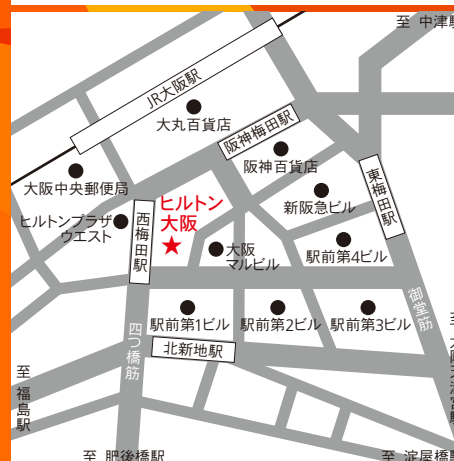 至 中津駅
JR大阪駅
大丸百貨店
阪神梅田駅
阪神百貨店
大阪中央郵便局
東梅田駅
新阪急ビル
ヒルトン
大阪
ヒルトンプラザ
ウエスト
西梅田駅
大阪
マルビル
駅前第4ビル
御堂筋
駅前第1ビル
駅前第2ビル
駅前第3ビル
四つ橋筋
北新地駅
至 福島駅
至 肥後橋駅
至 淀屋橋駅